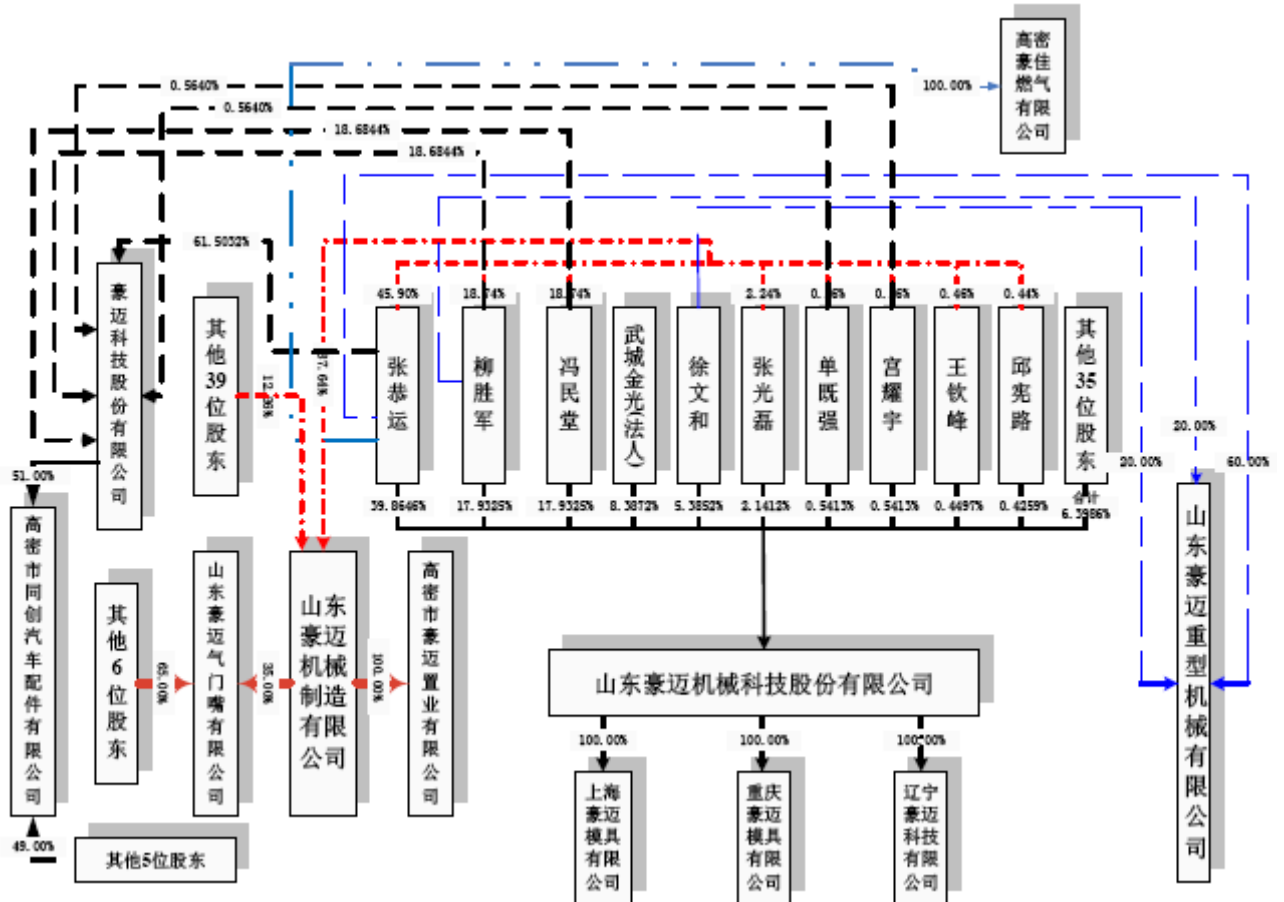 高密豪佳燃气有限公司
100.00%
0.5640%
0.5640%
18.6844%
18.6844%
61.5032%
45.90%
18.74%
18.74%
2.24%
0.46%
0.44%
豪迈科技股份有限公司
其他39位股东
87.64%
张恭运
柳胜军
冯民堂
武城金光(法人)
徐文和
张光磊
单既强
宫耀宇
王钦峰
邱宪路
其他35位股东
20.00%
20.00%
60.00%
51.00%
39.8646%
17.9325%
17.9325%
8.3872%
5.3852%
2.1412%
0.5413%
0.5413%
0.4497%
0.4259%
合计
6.3986%
高密市同创汽车配件有限公司
其他6位股东
65.00%
山东豪迈气门嘴有限公司
35.00%
山东豪迈机械制造有限公司
100.00%
高密市豪迈置业有限公司
山东豪迈机械科技股份有限公司
山东豪迈重型机械有限公司
100.00%
100.00%
100.00%
上海豪迈模具有限公司
重庆豪迈模具有限公司
辽宁豪迈科技有限公司
49.00%
其他5位股东